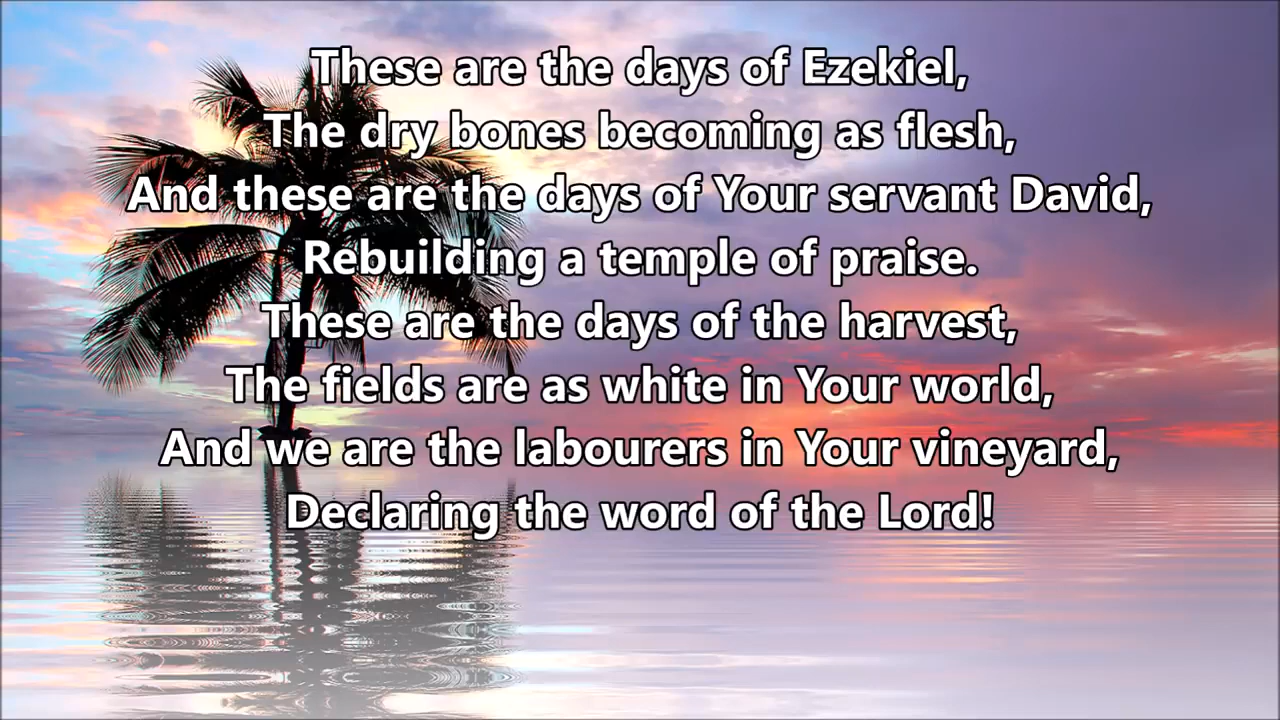 These are the days of Ezekiel,
The dry bones becoming as flesh,
And these are the days of Your servant David,
Rebuilding a temple of praise.
These are the days of the harvest,
The fields are as white in Your world,
And we are the labourers in Your vineyard,
Declaring the word of the Lord!